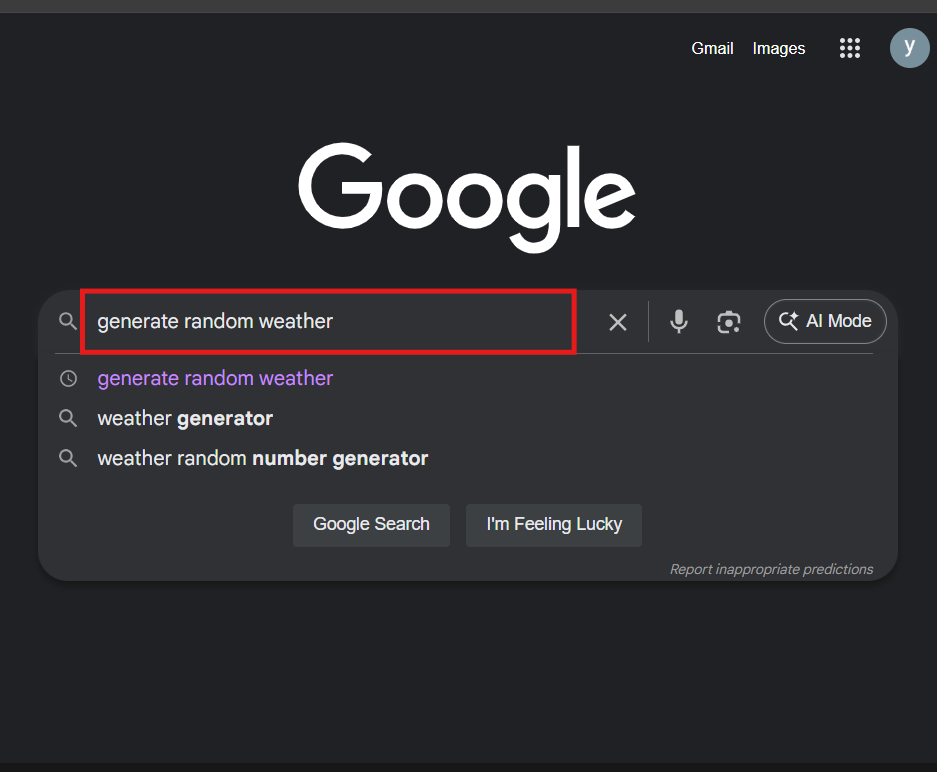 Gmail Images y
Google
generate random weather AI Mode
generate random weather
weather generator
weather random number generator
Google Search I'm Feeling Lucky
Report inappropriate predictions